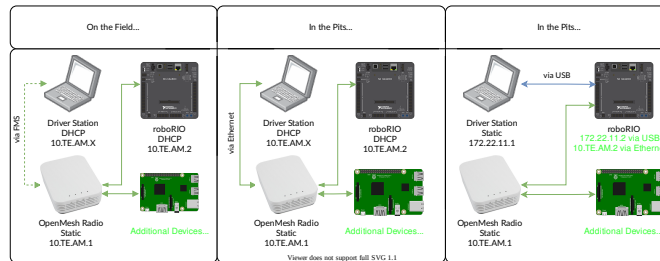 On the Field...
In the Pits...
In the Pits...
via FMS
Driver Station
DHCP
10.TE.AM.X
roboRIO
DHCP
10.TE.AM.2
OpenMesh Radio
Static
10.TE.AM.1
Additional Devices...
via Ethernet
Driver Station
DHCP
10.TE.AM.X
roboRIO
DHCP
10.TE.AM.2
OpenMesh Radio
Static
10.TE.AM.1
Additional Devices...
via USB
Driver Station
Static
172.22.11.1
roboRIO
172.22.11.2 via USB
10.TE.AM.2 via Ethern
OpenMesh Radio
Static
10.TE.AM.1
Additional Devices...
Viewer does not support full SVG 1.1